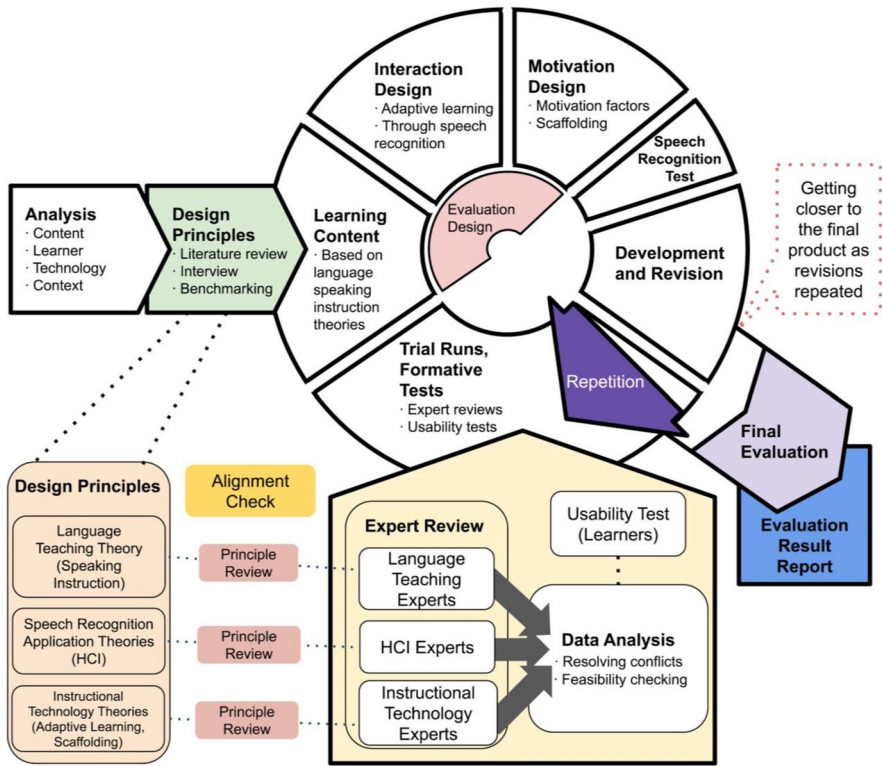 Analysis
· Content
· Learner
· Technology
· Context
Design
Principles
· Literature review
· Interview
· Benchmarking
Learning
Content
· Based on
language
speaking
instruction
theories
Interaction
Design
· Adaptive learning
· Through speech
recognition
Motivation
Design
· Motivation factors
· Scaffolding
Speech
Recognition
Test
Development
and Revision
Evaluation
Design
Trial Runs,
Formative
Tests
· Expert reviews
· Usability tests
Repetition
Getting
closer to
the final
product as
revisions
repeated
Final
Evaluation
Evaluation
Result
Report
Design Principles
Language
Teaching Theory
(Speaking
Instruction)
Speech Recognition
Application Theories
(HCI)
Instructional
Technology Theories
(Adaptive Learning,
Scaffolding)
Alignment
Check
Principle
Review
Principle
Review
Principle
Review
Expert Review
Language
Teaching
Experts
HCI Experts
Instructional
Technology
Experts
Usability Test
(Learners)
Data Analysis
· Resolving conflicts
· Feasibility checking